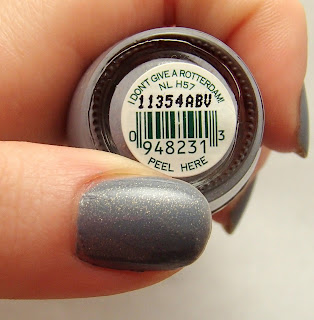 I DON'T GIVE A ROTTERDAM!
NL H57
11354ABV
0 948231 3
PEEL HERE